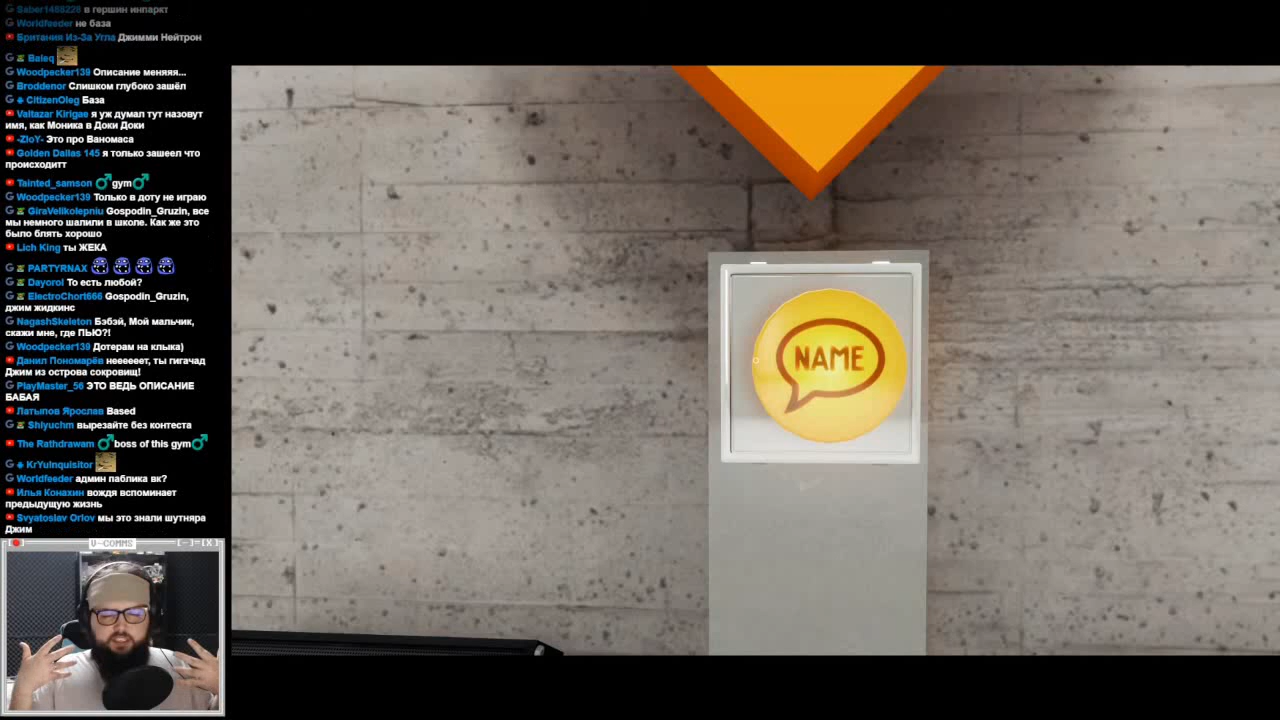 Saber1488228 в гершин инпаркт
Worldfeeder не база
Британия Из-За Угла Джимми Нейтрон
Baleq
Woodpecker139 Описание меняяя...
Broddenor Слишком глубоко зашёл
CitizenOleg База
Valtazar Kirigae я уж думал тут назовут
имя, как Моника в Доки Доки
-ZloY- Это про Ваномаса
Golden Dallas 145 я только зашеел что
происходитт
Tainted_samson ♂gym♂
Woodpecker139 Только в доту не играю
GiraVelikolepniu Gospodin_Gruzin, все
мы немного шалили в школе. Как же это
было блять хорошо
Lich King ты ЖЕКА
PARTYRNAX
Dayorol То есть любой?
ElectroChort666 Gospodin_Gruzin,
джим жидкинс
NagashSkeleton Бэбэй, Мой мальчик,
скажи мне, где ПЬЮ?!
Woodpecker139 Дотерам на клыка)
Данил Пономарёв неееееет, ты гигачад
Джим из острова сокровищ!
PlayMaster_56 ЭТО ВЕДЬ ОПИСАНИЕ
БАБАЯ
Латыпов Ярослав Based
Shlyuchm вырезайте без контеста
The Rathdrawam ♂boss of this gym♂
KrYuInquisitor
Worldfeeder админ паблика вк?
Илья Конахин вождя вспоминает
предыдущую жизнь
Svyatoslav Orlov мы это знали шутняра
Джим
V-COMMS
[–]=[X]
NAME